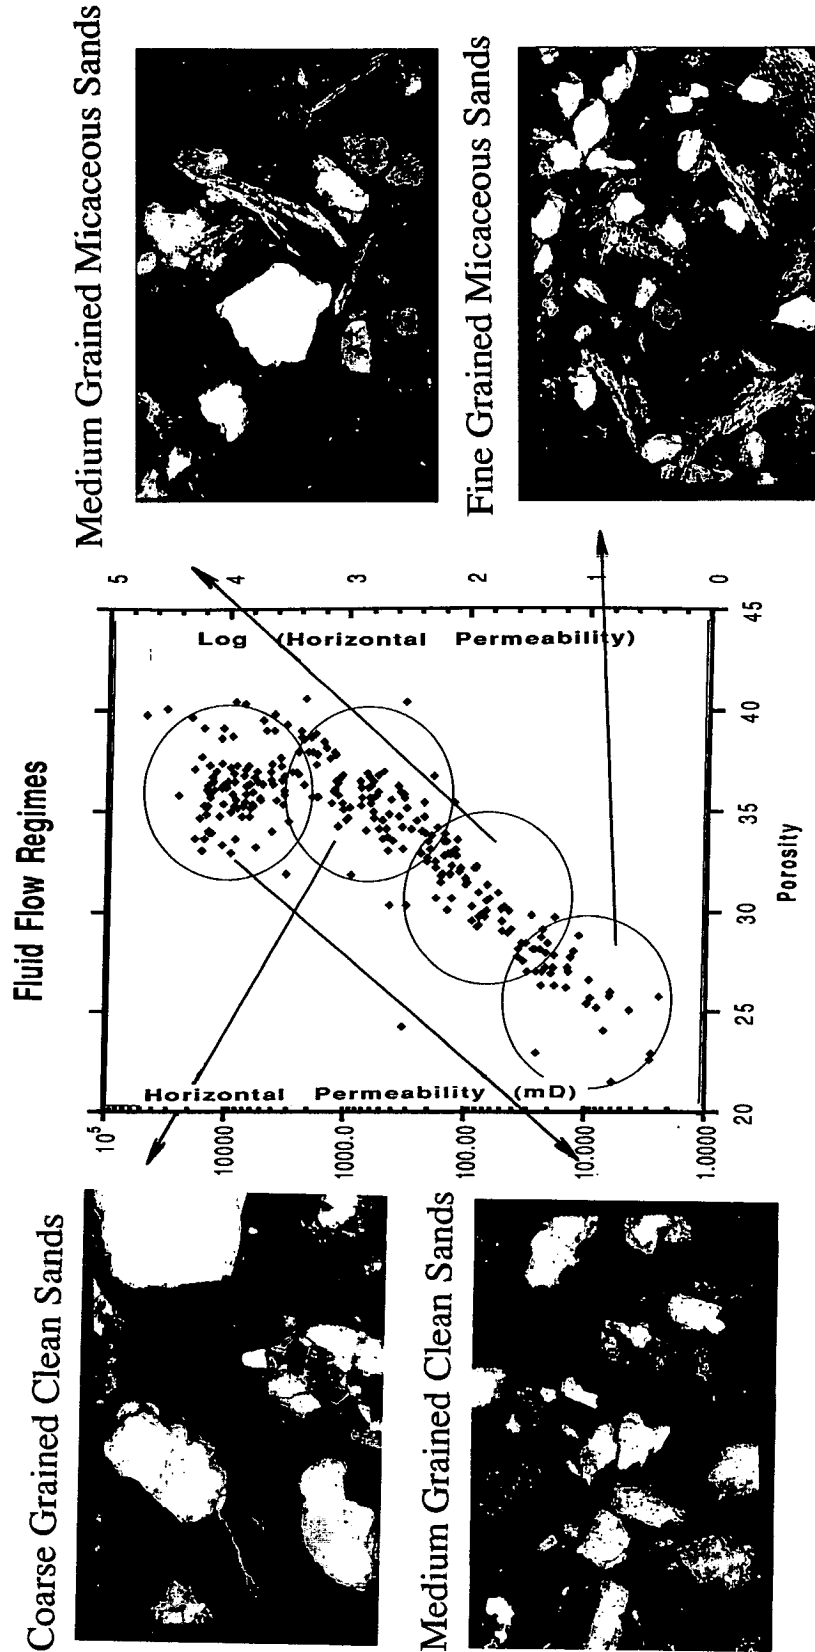 Fluid Flow Regimes
Coarse Grained Clean Sands
Medium Grained Clean Sands
Medium Grained Micaceous Sands
Fine Grained Micaceous Sands
Horizontal Permeability (mD)
Log (Horizontal Permeability)
10⁵
10000
1000.0
100.00
10.000
1.0000
5
4
3
2
1
0
20
25
30
35
40
45
Porosity